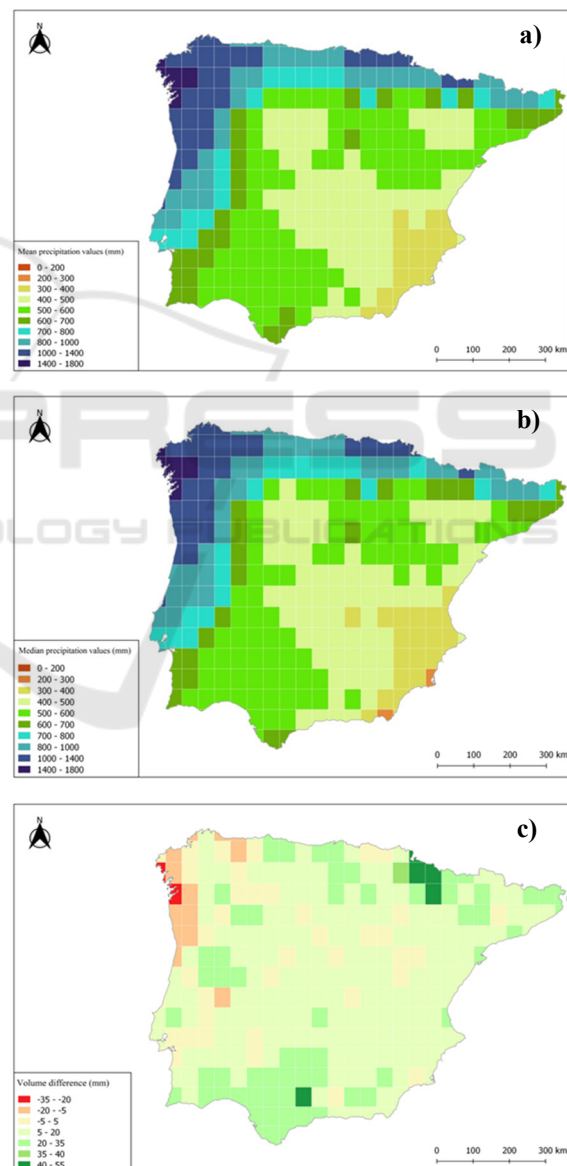 N
a)
Mean precipitation values (mm)
0 - 200
200 - 300
300 - 400
400 - 500
500 - 600
600 - 700
700 - 800
800 - 1000
1000 - 1400
1400 - 1800
0 100 200 300 km
PRESS
N
b)
OLOGY PUBLICATIONS
Median precipitation values (mm)
0 - 200
200 - 300
300 - 400
400 - 500
500 - 600
600 - 700
700 - 800
800 - 1000
1000 - 1400
1400 - 1800
0 100 200 300 km
N
c)
Volume difference (mm)
-35 - -20
-20 - -5
-5 - 5
5 - 20
20 - 35
35 - 40
40 - 55
0 100 200 300 km